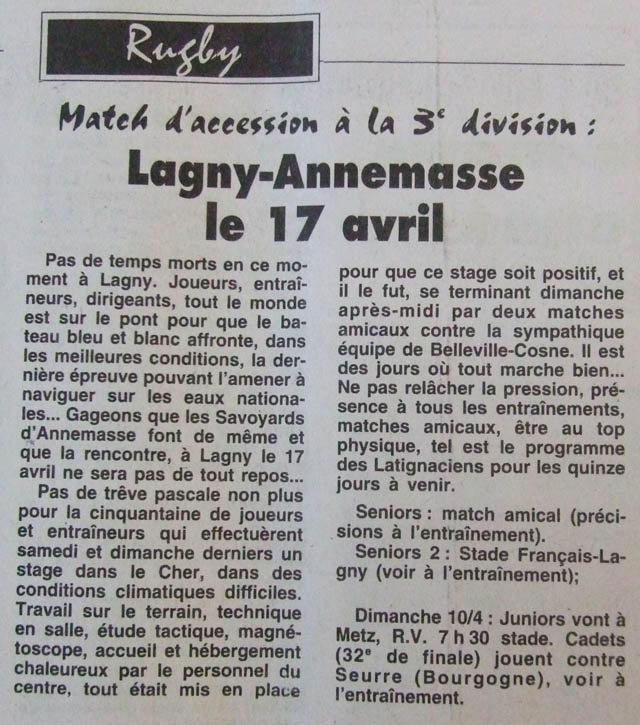 Rugby
Match d'accession à la 3e division :
Lagny-Annemasse
le 17 avril
Pas de temps morts en ce mo-
ment à Lagny. Joueurs, entraî-
neurs, dirigeants, tout le monde
est sur le pont pour que le ba-
teau bleu et blanc affronte, dans
les meilleures conditions, la der-
nière épreuve pouvant l'amener à
naviguer sur les eaux nationa-
les... Gageons que les Savoyards
d'Annemasse font de même et
que la rencontre, à Lagny le 17
avril ne sera pas de tout repos...
Pas de trêve pascale non plus
pour la cinquantaine de joueurs
et entraîneurs qui effectuèrent
samedi et dimanche derniers un
stage dans le Cher, dans des
conditions climatiques difficiles.
Travail sur le terrain, technique
en salle, étude tactique, magné-
toscope, accueil et hébergement
chaleureux par le personnel du
centre, tout était mis en place
pour que ce stage soit positif, et
il le fut, se terminant dimanche
après-midi par deux matches
amicaux contre la sympathique
équipe de Belleville-Cosne. Il est
des jours où tout marche bien...
Ne pas relâcher la pression, pré-
sence à tous les entraînements,
matches amicaux, être au top
physique, tel est le programme
des Latignaciens pour les quinze
jours à venir.
Seniors : match amical (préci-
sions à l'entraînement).
Seniors 2 : Stade Français-La-
gny (voir à l'entraînement);
Dimanche 10/4 : Juniors vont à
Metz, R.V. 7 h 30 stade. Cadets
(32e de finale) jouent contre
Seurre (Bourgogne), voir à
l'entraînement.